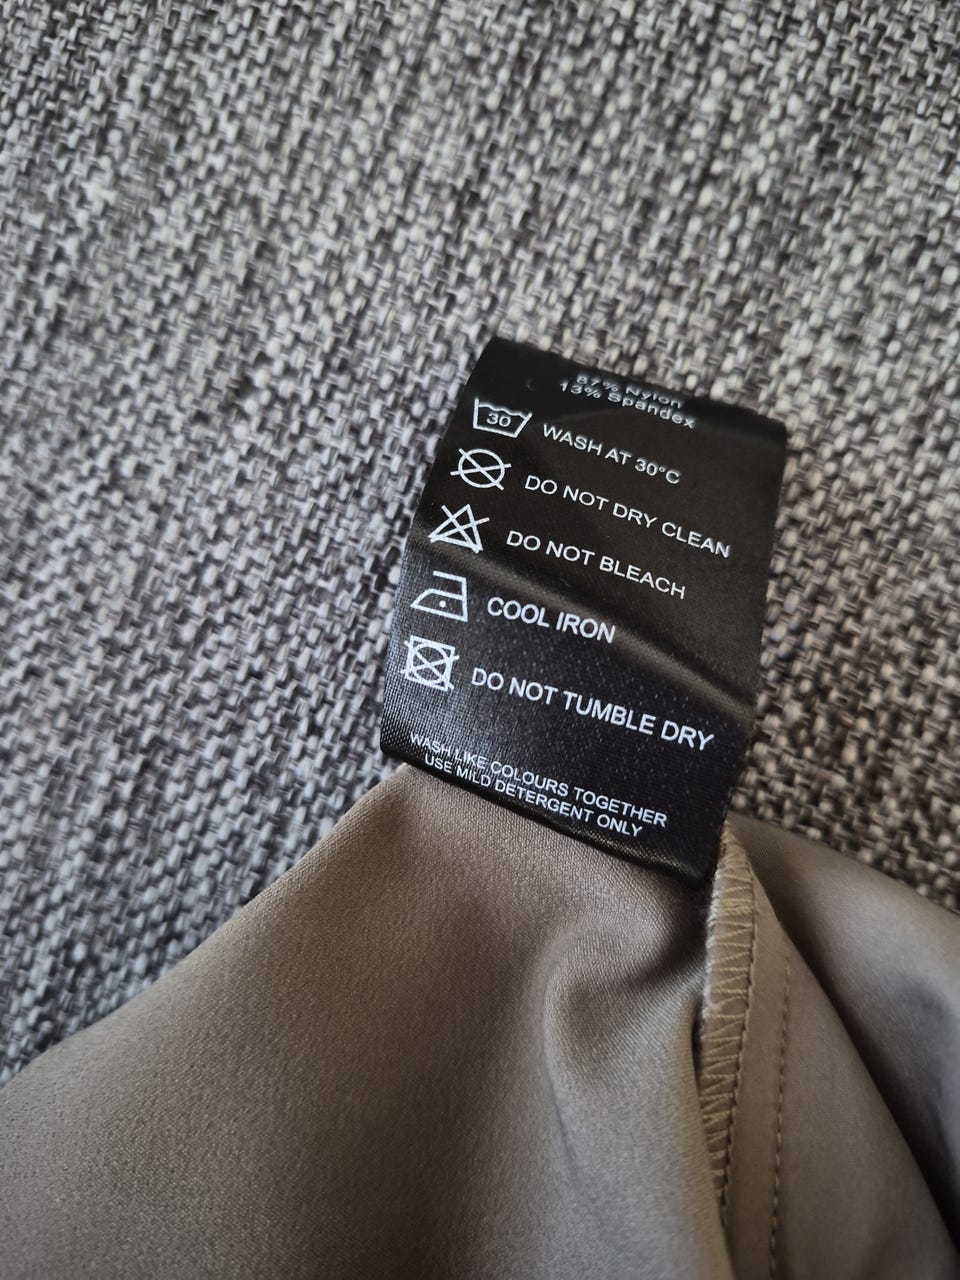 87% Nylon
13% Spandex
30 WASH AT 30°C
DO NOT DRY CLEAN
DO NOT BLEACH
COOL IRON
DO NOT TUMBLE DRY
WASH LIKE COLOURS TOGETHER
USE MILD DETERGENT ONLY